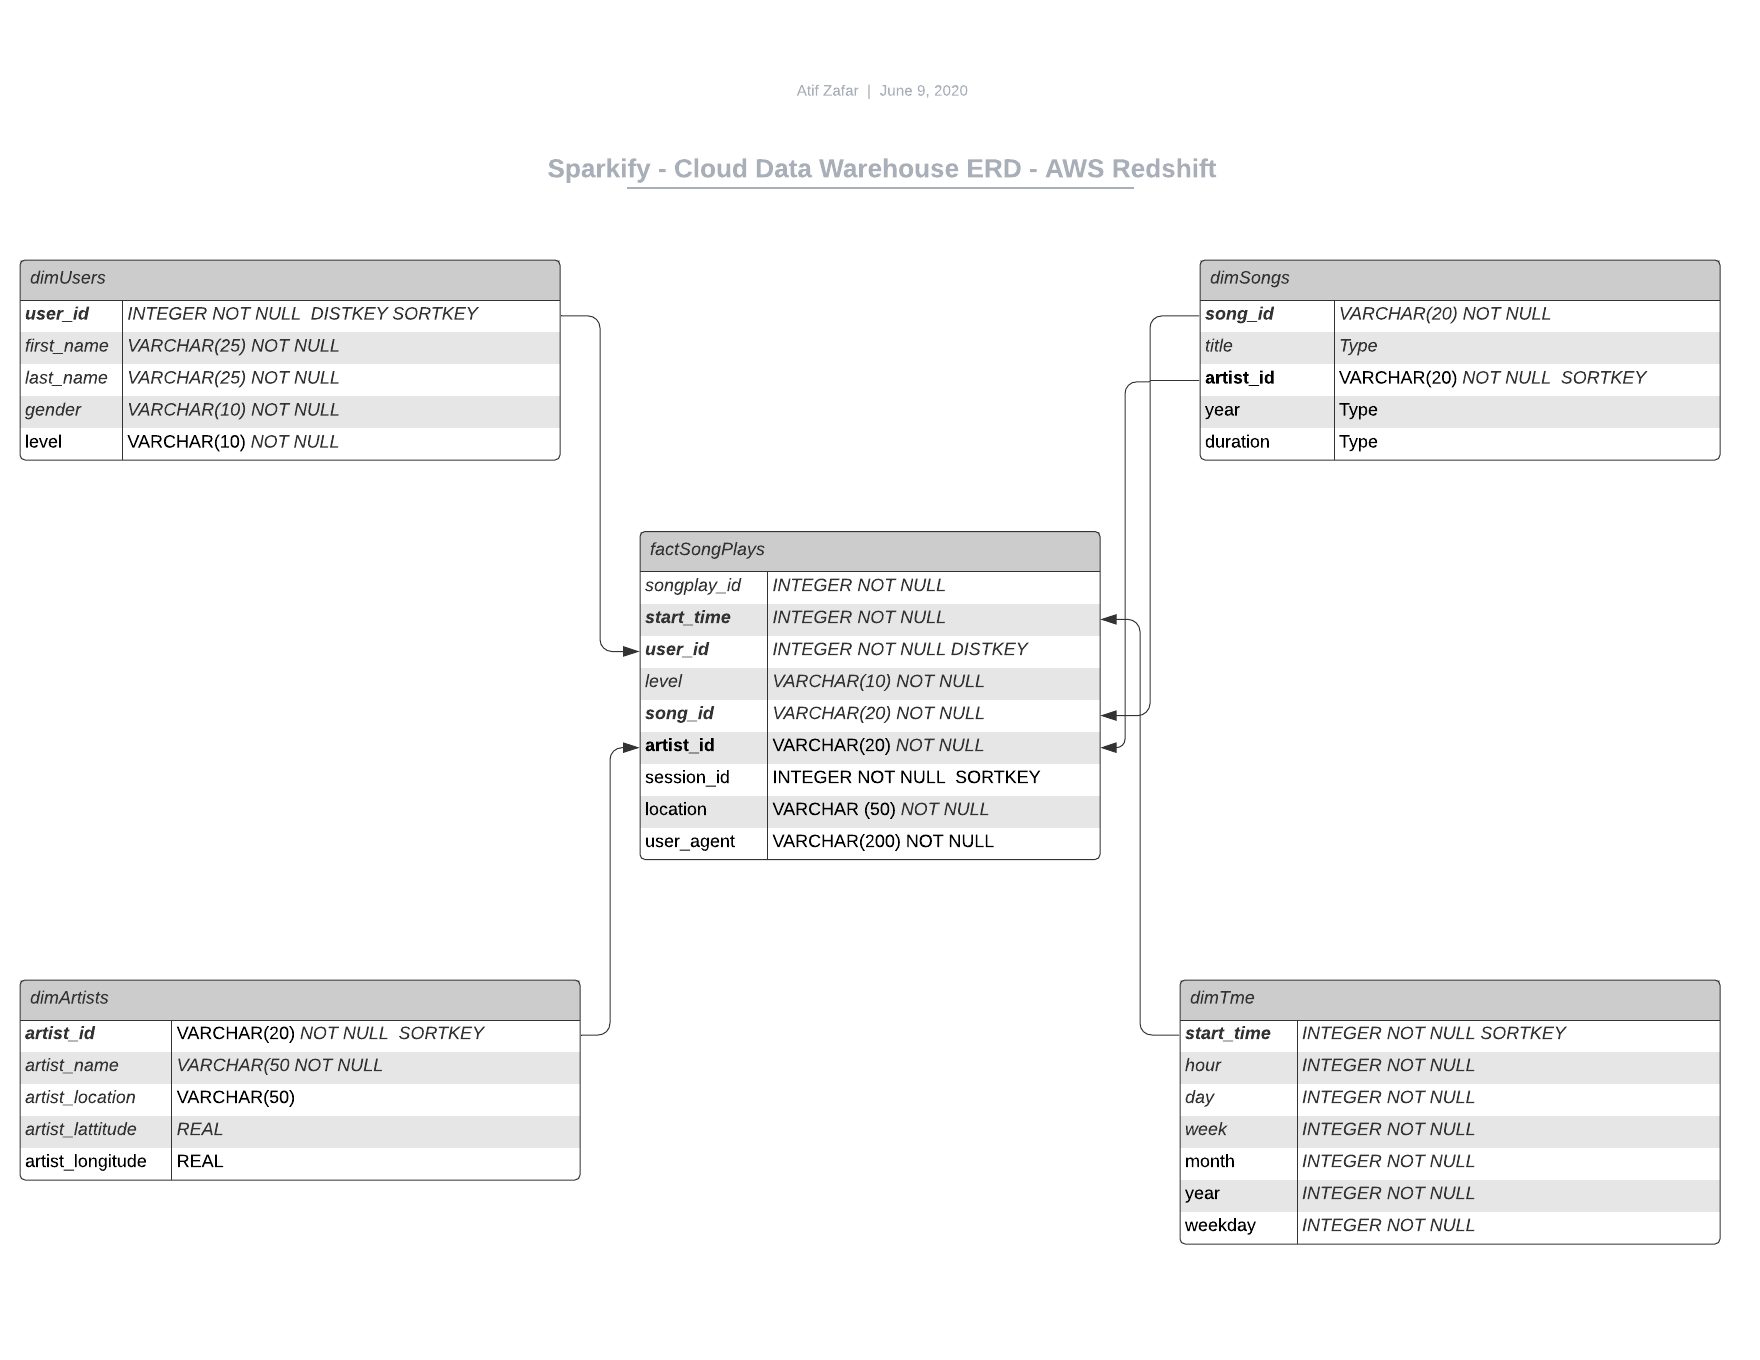 Atif Zafar | June 9, 2020
Sparkify - Cloud Data Warehouse ERD - AWS Redshift
dimUsers
user_id INTEGER NOT NULL DISTKEY SORTKEY
first_name VARCHAR(25) NOT NULL
last_name VARCHAR(25) NOT NULL
gender VARCHAR(10) NOT NULL
level VARCHAR(10) NOT NULL
dimSongs
song_id VARCHAR(20) NOT NULL
title Type
artist_id VARCHAR(20) NOT NULL SORTKEY
year Type
duration Type
factSongPlays
songplay_id INTEGER NOT NULL
start_time INTEGER NOT NULL
user_id INTEGER NOT NULL DISTKEY
level VARCHAR(10) NOT NULL
song_id VARCHAR(20) NOT NULL
artist_id VARCHAR(20) NOT NULL
session_id INTEGER NOT NULL SORTKEY
location VARCHAR (50) NOT NULL
user_agent VARCHAR(200) NOT NULL
dimArtists
artist_id VARCHAR(20) NOT NULL SORTKEY
artist_name VARCHAR(50 NOT NULL
artist_location VARCHAR(50)
artist_lattitude REAL
artist_longitude REAL
dimTme
start_time INTEGER NOT NULL SORTKEY
hour INTEGER NOT NULL
day INTEGER NOT NULL
week INTEGER NOT NULL
month INTEGER NOT NULL
year INTEGER NOT NULL
weekday INTEGER NOT NULL